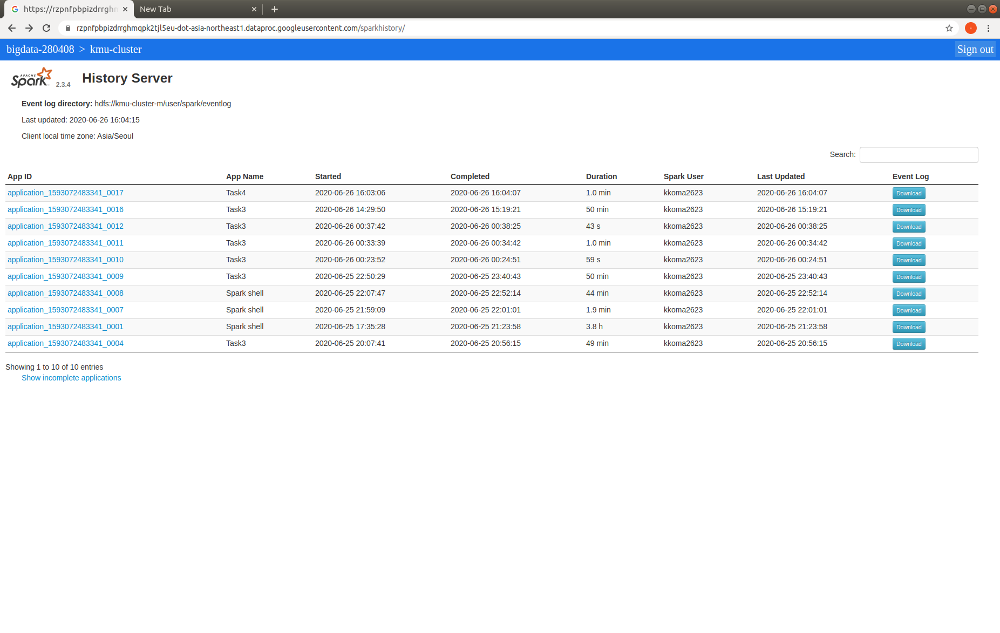 https://rzpnfpbpizdrrghn New Tab
rzpnfpbpizdrrghmqpk2tjl5eu-dot-asia-northeast1.dataproc.googleusercontent.com/sparkhistory/
bigdata-280408 > kmu-cluster Sign out
APACHE Spark 2.3.4 History Server
Event log directory: hdfs://kmu-cluster-m/user/spark/eventlog
Last updated: 2020-06-26 16:04:15
Client local time zone: Asia/Seoul
Search:
App ID App Name Started Completed Duration Spark User Last Updated Event Log
application_1593072483341_0017 Task4 2020-06-26 16:03:06 2020-06-26 16:04:07 1.0 min kkoma2623 2020-06-26 16:04:07 Download
application_1593072483341_0016 Task3 2020-06-26 14:29:50 2020-06-26 15:19:21 50 min kkoma2623 2020-06-26 15:19:21 Download
application_1593072483341_0012 Task3 2020-06-26 00:37:42 2020-06-26 00:38:25 43 s kkoma2623 2020-06-26 00:38:25 Download
application_1593072483341_0011 Task3 2020-06-26 00:33:39 2020-06-26 00:34:42 1.0 min kkoma2623 2020-06-26 00:34:42 Download
application_1593072483341_0010 Task3 2020-06-26 00:23:52 2020-06-26 00:24:51 59 s kkoma2623 2020-06-26 00:24:51 Download
application_1593072483341_0009 Task3 2020-06-25 22:50:29 2020-06-25 23:40:43 50 min kkoma2623 2020-06-25 23:40:43 Download
application_1593072483341_0008 Spark shell 2020-06-25 22:07:47 2020-06-25 22:52:14 44 min kkoma2623 2020-06-25 22:52:14 Download
application_1593072483341_0007 Spark shell 2020-06-25 21:59:09 2020-06-25 22:01:01 1.9 min kkoma2623 2020-06-25 22:01:01 Download
application_1593072483341_0001 Spark shell 2020-06-25 17:35:28 2020-06-25 21:23:58 3.8 h kkoma2623 2020-06-25 21:23:58 Download
application_1593072483341_0004 Task3 2020-06-25 20:07:41 2020-06-25 20:56:15 49 min kkoma2623 2020-06-25 20:56:15 Download
Showing 1 to 10 of 10 entries
Show incomplete applications